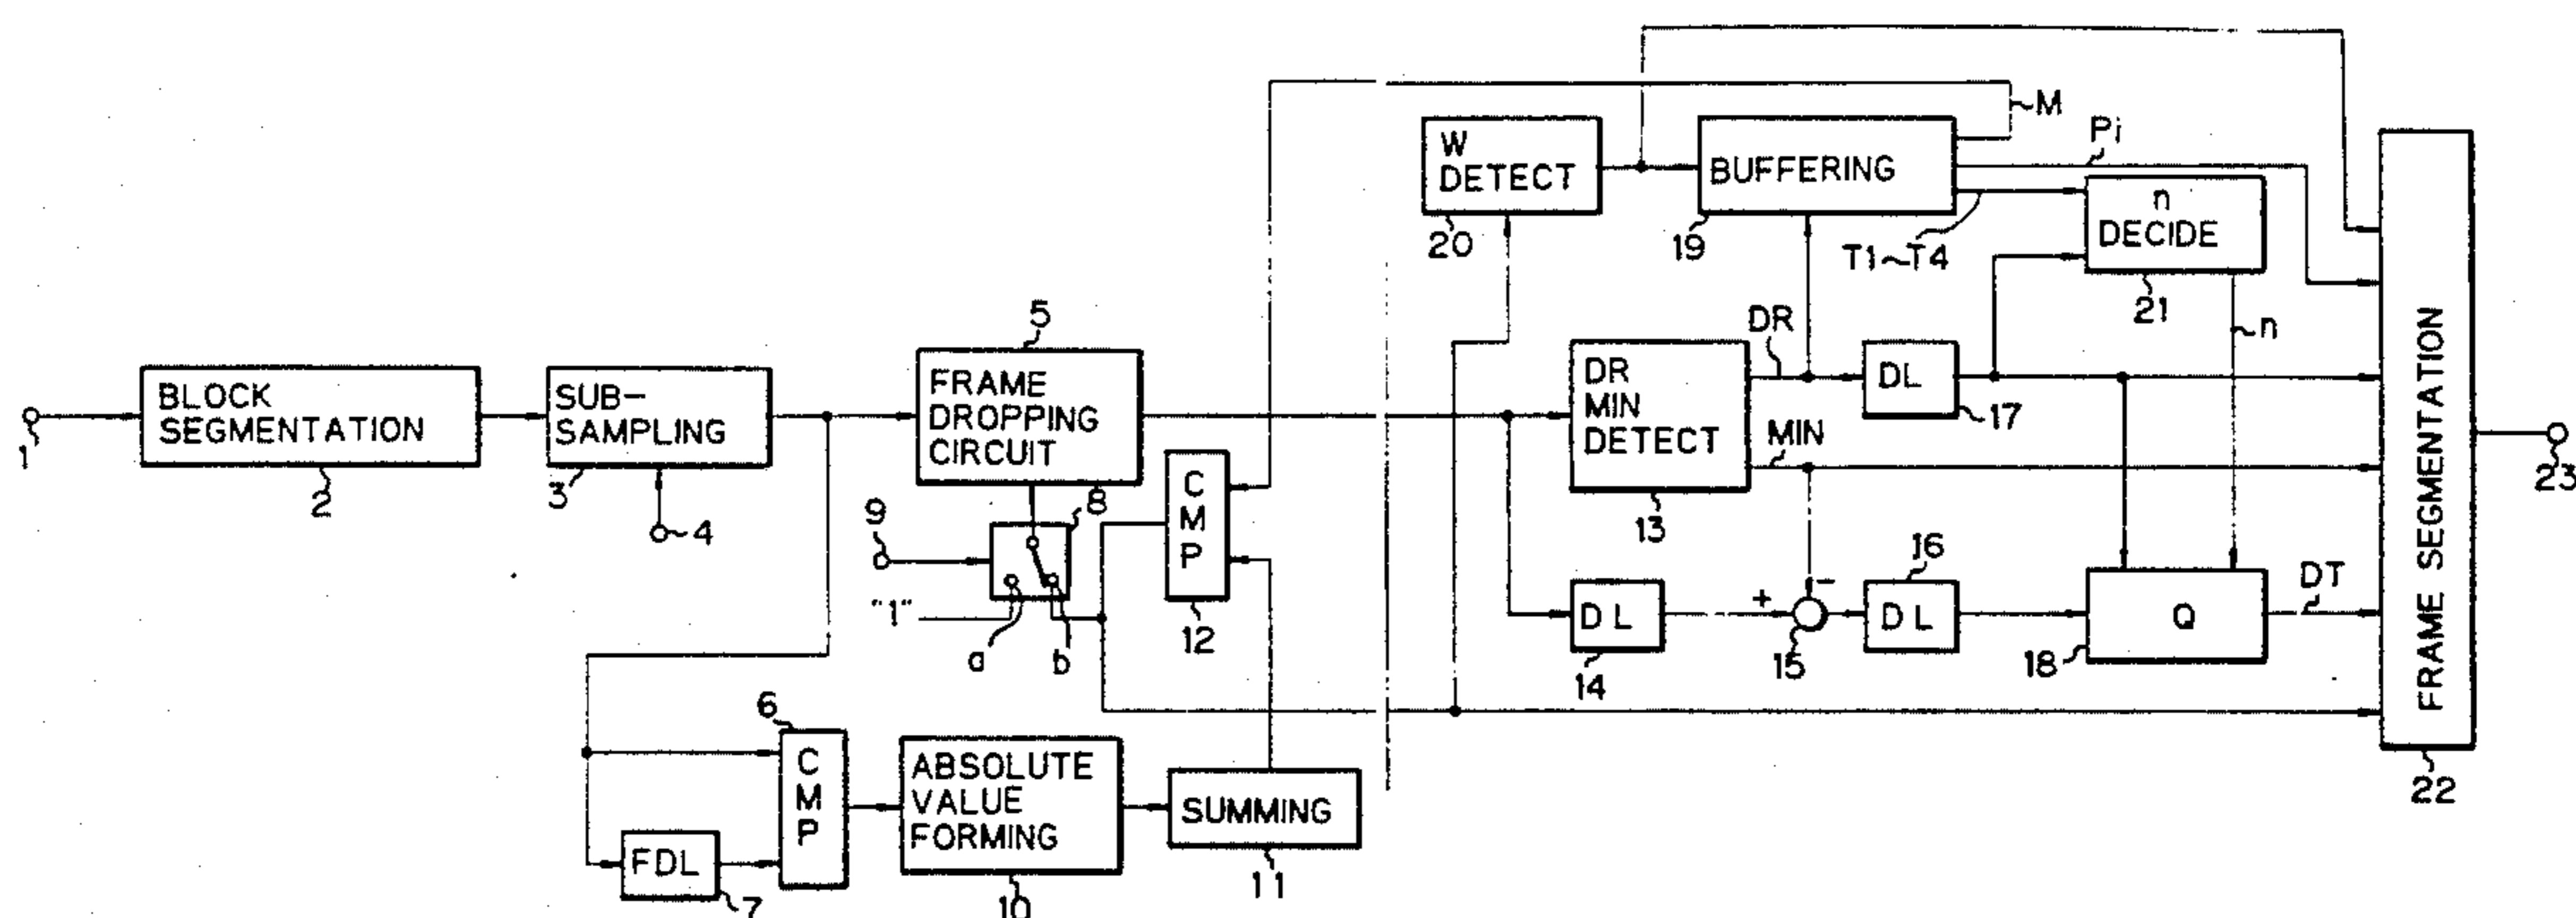 M
Pi
W
DETECT
20
BUFFERING
19
T1~T4
n
DECIDE
21
n
1
BLOCK
SEGMENTATION
2
SUB-
SAMPLING
3
4
5
FRAME
DROPPING
CIRCUIT
8
9
"1"
a
b
C
M
P
12
DR
MIN
DETECT
13
DR
MIN
DL
17
DL
14
+
-
15
16
DL
18
Q
DT
FRAME SEGMENTATION
22
23
6
C
M
P
FDL
7
ABSOLUTE
VALUE
FORMING
10
SUMMING
11